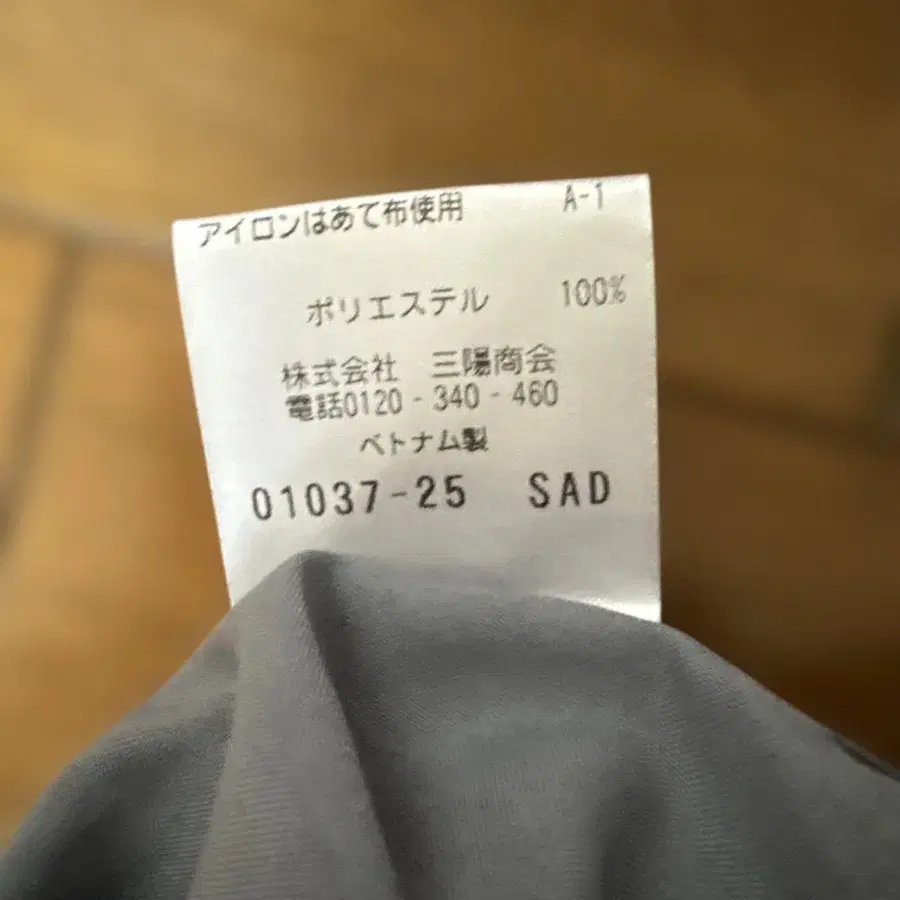 アイロンはあて布使用 A-1
ポリエステル 100%
株式会社 三陽商会
電話0120-340-460
ベトナム製
01037-25 SAD